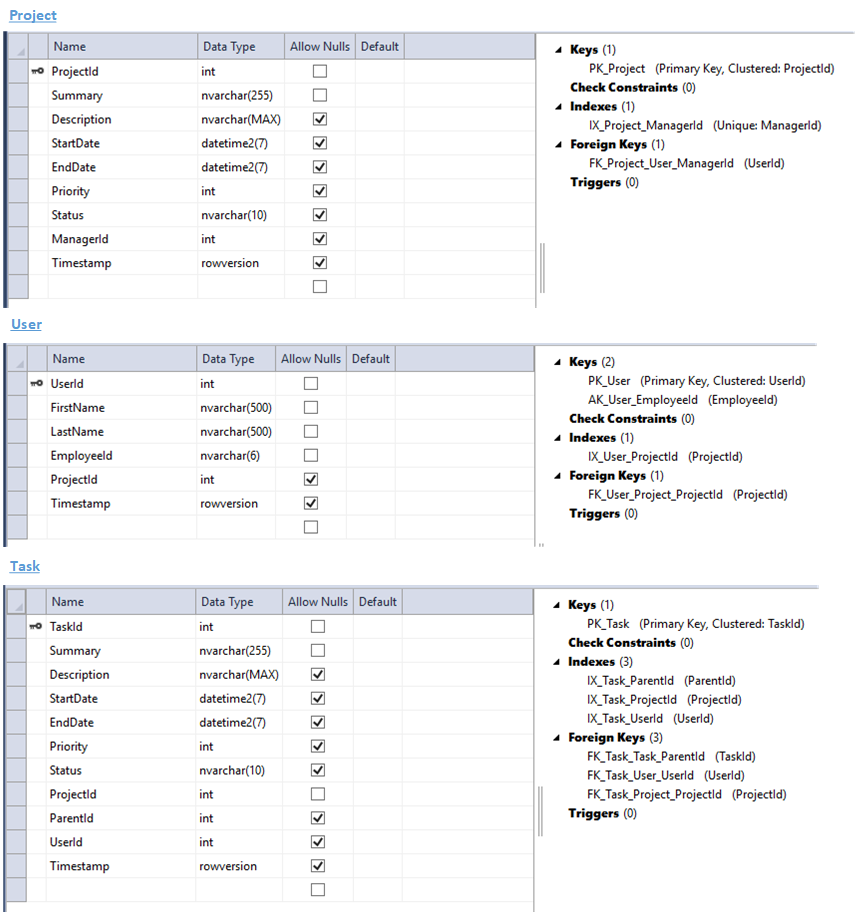 Project
Name Data Type Allow Nulls Default
ProjectId int
Summary nvarchar(255)
Description nvarchar(MAX)
StartDate datetime2(7)
EndDate datetime2(7)
Priority int
Status nvarchar(10)
ManagerId int
Timestamp rowversion
Keys (1)
PK_Project (Primary Key, Clustered: ProjectId)
Check Constraints (0)
Indexes (1)
IX_Project_ManagerId (Unique: ManagerId)
Foreign Keys (1)
FK_Project_User_ManagerId (UserId)
Triggers (0)
User
Name Data Type Allow Nulls Default
UserId int
FirstName nvarchar(500)
LastName nvarchar(500)
EmployeeId nvarchar(6)
ProjectId int
Timestamp rowversion
Keys (2)
PK_User (Primary Key, Clustered: UserId)
AK_User_EmployeeId (EmployeeId)
Check Constraints (0)
Indexes (1)
IX_User_ProjectId (ProjectId)
Foreign Keys (1)
FK_User_Project_ProjectId (ProjectId)
Triggers (0)
Task
Name Data Type Allow Nulls Default
TaskId int
Summary nvarchar(255)
Description nvarchar(MAX)
StartDate datetime2(7)
EndDate datetime2(7)
Priority int
Status nvarchar(10)
ProjectId int
ParentId int
UserId int
Timestamp rowversion
Keys (1)
PK_Task (Primary Key, Clustered: TaskId)
Check Constraints (0)
Indexes (3)
IX_Task_ParentId (ParentId)
IX_Task_ProjectId (ProjectId)
IX_Task_UserId (UserId)
Foreign Keys (3)
FK_Task_Task_ParentId (TaskId)
FK_Task_User_UserId (UserId)
FK_Task_Project_ProjectId (ProjectId)
Triggers (0)